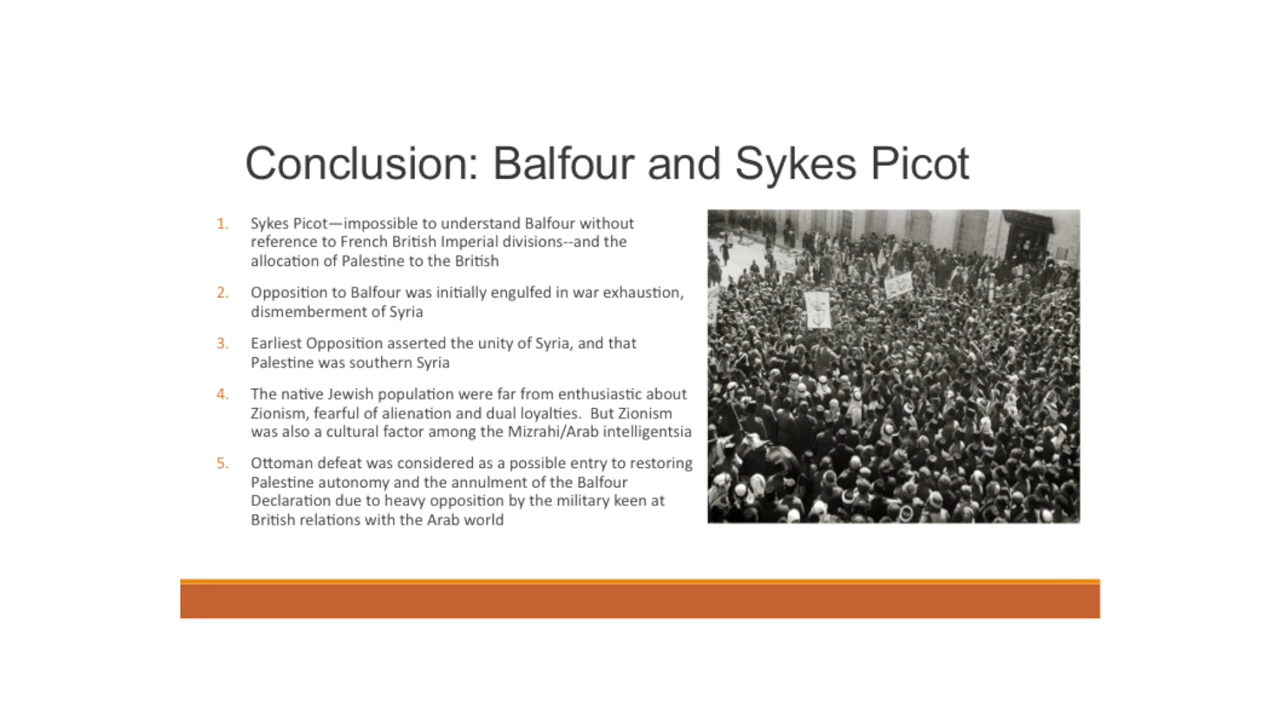 Conclusion: Balfour and Sykes Picot
1. Sykes Picot—impossible to understand Balfour without
reference to French British Imperial divisions--and the
allocation of Palestine to the British
2. Opposition to Balfour was initially engulfed in war exhaustion,
dismemberment of Syria
3. Earliest Opposition asserted the unity of Syria, and that
Palestine was southern Syria
4. The native Jewish population were far from enthusiastic about
Zionism, fearful of alienation and dual loyalties.  But Zionism
was also a cultural factor among the Mizrahi/Arab intelligentsia
5. Ottoman defeat was considered as a possible entry to restoring
Palestine autonomy and the annulment of the Balfour
Declaration due to heavy opposition by the military keen at
British relations with the Arab world